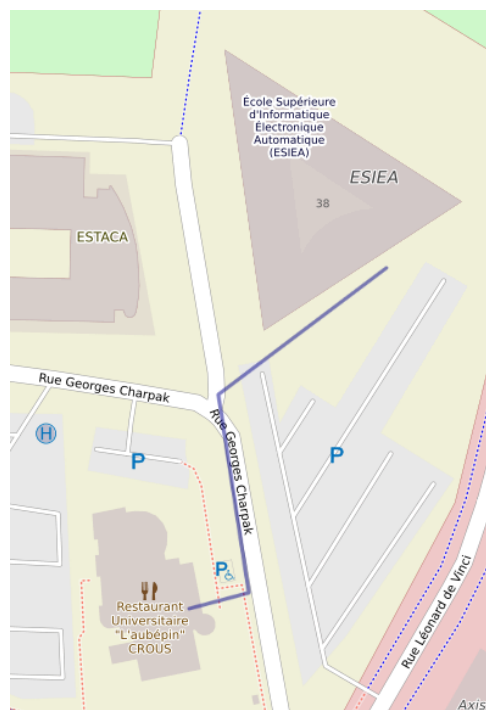 École Supérieure
d'Informatique
Électronique
Automatique
(ESIEA)
ESIEA
38
ESTACA
Rue Georges Charpak
Rue Georges Charpak
H
P
P
P
Restaurant
Universitaire
"L'aubépin"
CROUS
Rue Léonard de Vinci
Axis